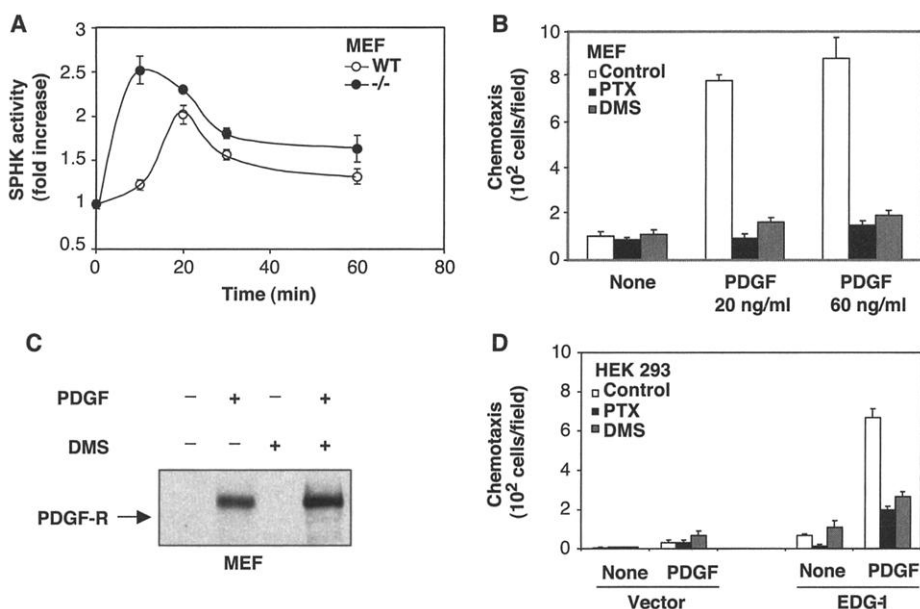 A
SPHK activity
(fold increase)
3
2.5
2
1.5
1
0.5
0
20
40
60
80
Time (min)
MEF
WT
-/-
B
Chemotaxis
(10² cells/field)
10
8
6
4
2
0
MEF
Control
PTX
DMS
None
PDGF
20 ng/ml
PDGF
60 ng/ml
C
PDGF – + – +
DMS – – + +
PDGF-R
MEF
D
Chemotaxis
(10² cells/field)
10
8
6
4
2
0
HEK 293
Control
PTX
DMS
None PDGF None PDGF
Vector EDG-1